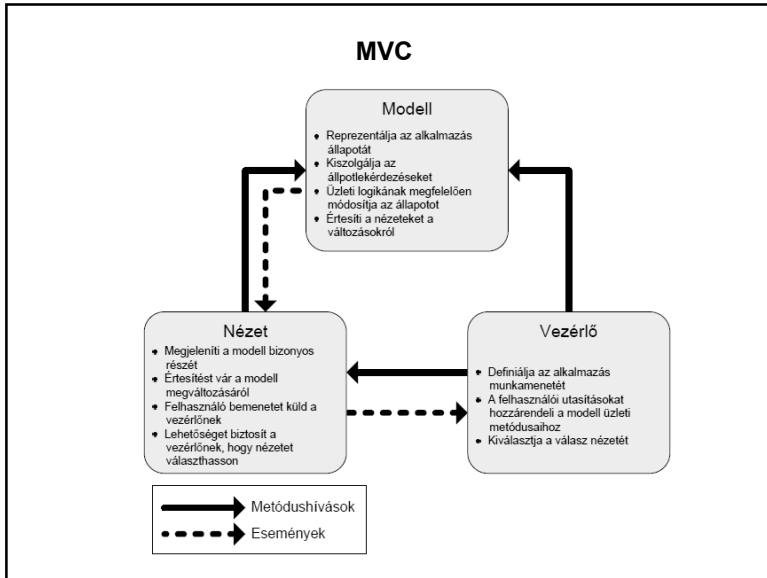 MVC
Modell
• Reprezentálja az alkalmazás
állapotát
• Kiszolgálja az
állpotlekérdezéseket
• Üzleti logikának megfelelően
módosítja az állapotot
• Értesíti a nézeteket a
változásokról
Nézet
• Megjeleníti a modell bizonyos
részét
• Értesítést vár a modell
megváltozásáról
• Felhasználó bemenetet küld a
vezérlőnek
• Lehetőséget biztosít a
vezérlőnek, hogy nézetet
választhasson
Vezérlő
• Definiálja az alkalmazás
munkamenetét
• A felhasználói utasításokat
hozzárendeli a modell üzleti
metódusaihoz
• Kiválasztja a válasz nézetét
Metódushívások
Események